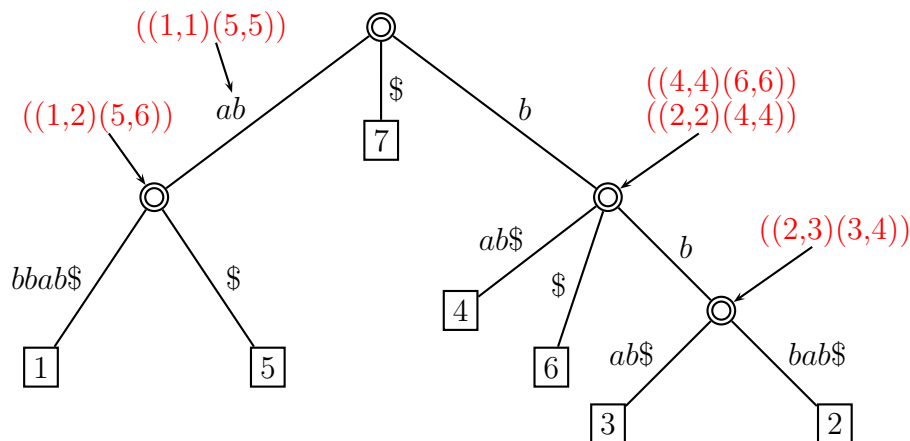 ((1,1)(5,5))
((4,4)(6,6))
((1,2)(5,6))
ab
$
b
((2,2)(4,4))
7
((2,3)(3,4))
ab$
b
bbab$
$
$
4
ab$
bab$
1
5
6
3
2